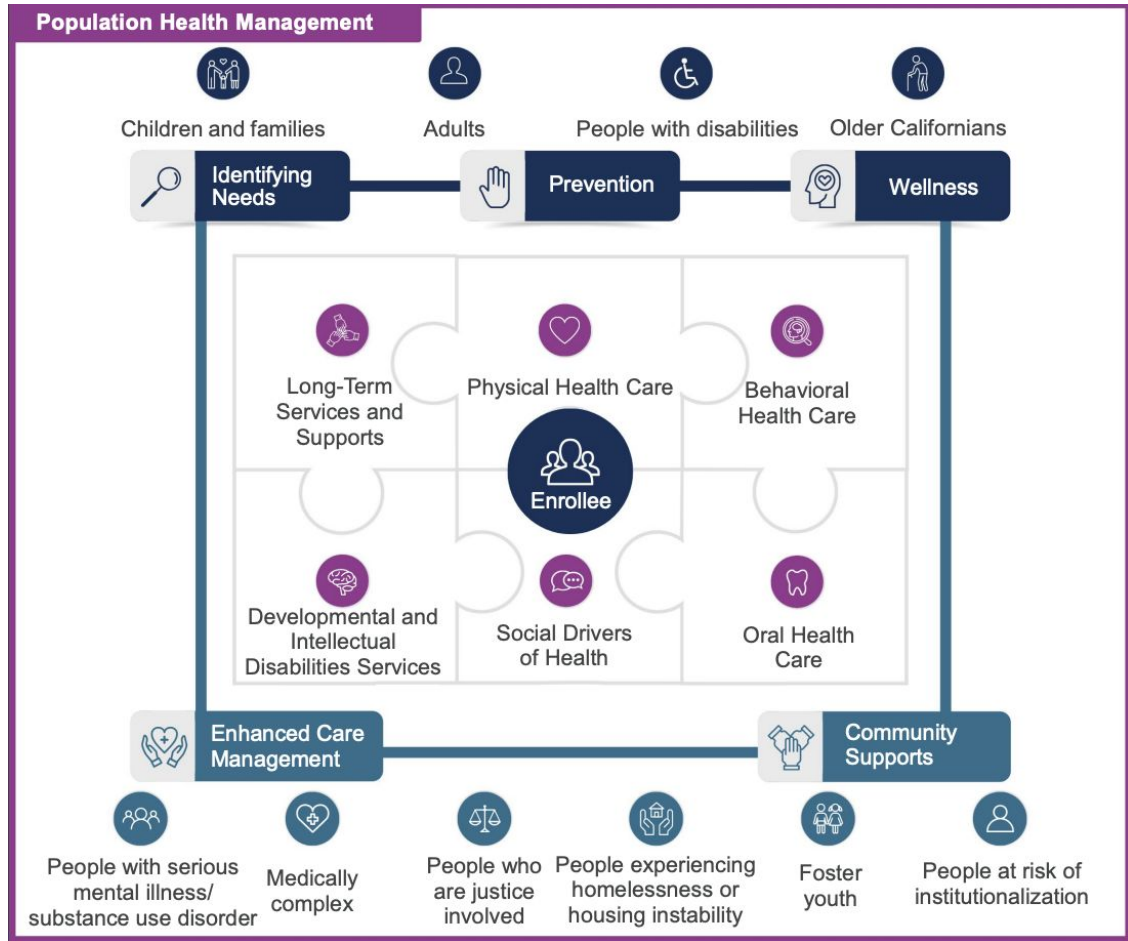 Population Health Management
Children and families
Adults
People with disabilities
Older Californians
Identifying
Needs
Prevention
Wellness
Long-Term
Services and
Supports
Physical Health Care
Behavioral
Health Care
Enrollee
Developmental and
Intellectual
Disabilities Services
Social Drivers
of Health
Oral Health
Care
Enhanced Care
Management
Community
Supports
People with serious
mental illness/
substance use disorder
Medically
complex
People who
are justice
involved
People experiencing
homelessness or
housing instability
Foster
youth
People at risk of
institutionalization